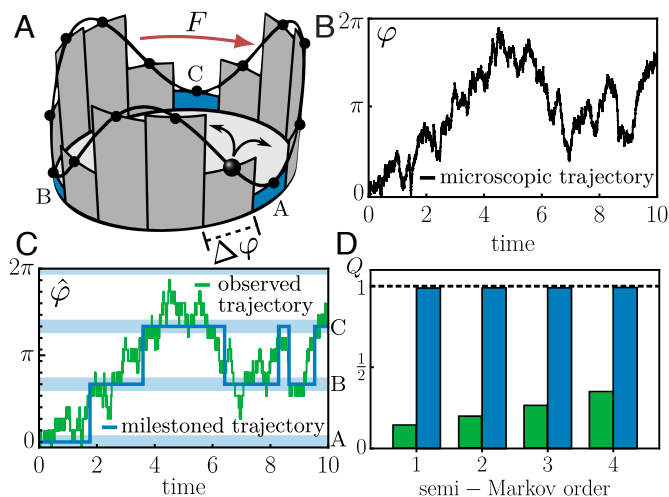 A
F
C
B
A
Δφ
B
φ
2π
π
0
microscopic trajectory
0 2 4 6 8 10
time
C
φ̂
2π
π
0
observed
trajectory
milestoned trajectory
C
B
A
0 2 4 6 8 10
time
D
Q
1
1/2
0
1 2 3 4
semi − Markov order